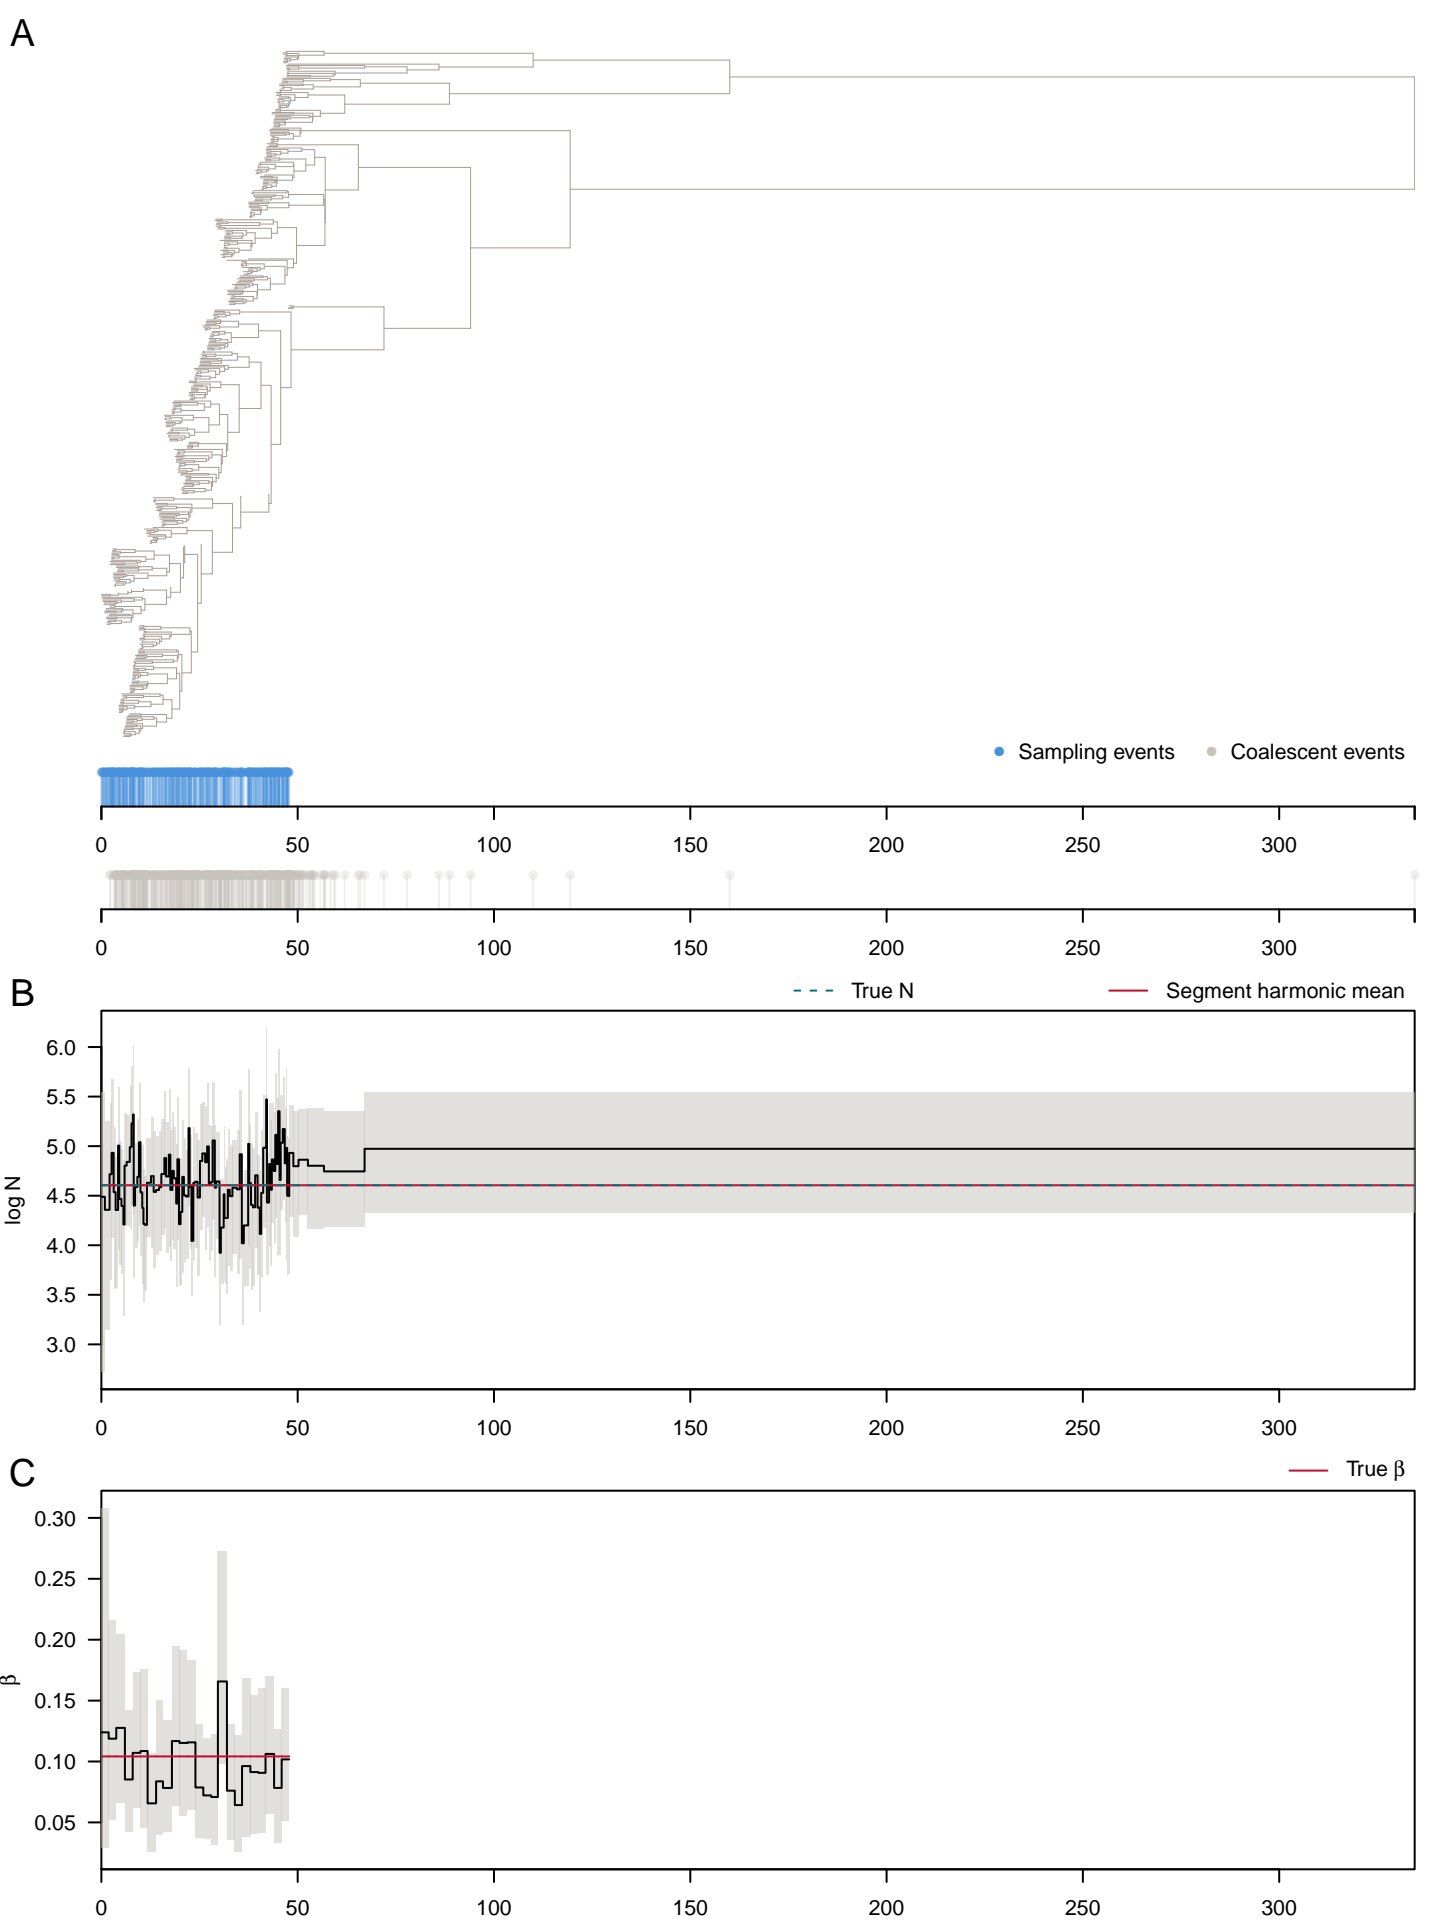 A
Sampling events Coalescent events
0 50 100 150 200 250 300
0 50 100 150 200 250 300
B
True N Segment harmonic mean
log N
6.0
5.5
5.0
4.5
4.0
3.5
3.0
0 50 100 150 200 250 300
C
True β
β
0.30
0.25
0.20
0.15
0.10
0.05
0 50 100 150 200 250 300